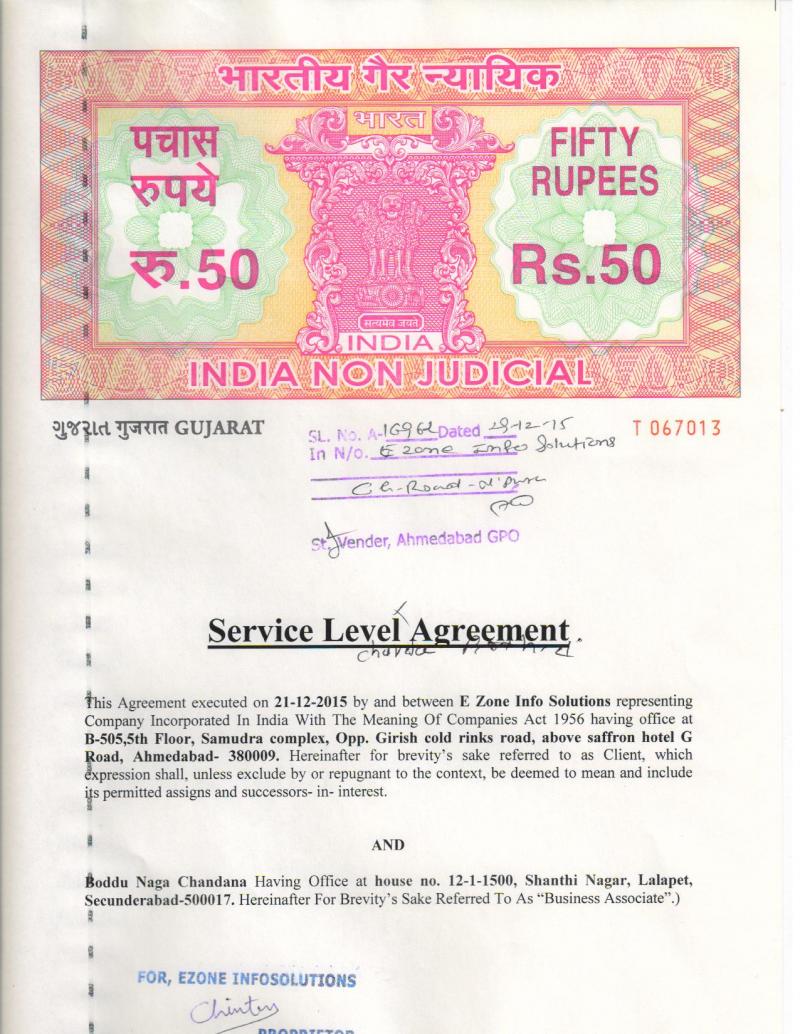 भारतीय गैर न्यायिक
भारत
पचास
रुपये
रु.50
FIFTY
RUPEES
Rs.50
सत्यमेव जयते
INDIA
INDIA NON JUDICIAL
ગુજરાત गुजरात GUJARAT
SL. No. A-16962 Dated 28-12-15
T 067013
In N/o. E zone Info Solutions
St. Vender, Ahmedabad GPO
Service Level Agreement
This Agreement executed on 21-12-2015 by and between E Zone Info Solutions representing
Company Incorporated In India With The Meaning Of Companies Act 1956 having office at
B-505,5th Floor, Samudra complex, Opp. Girish cold rinks road, above saffron hotel G
Road, Ahmedabad- 380009. Hereinafter for brevity's sake referred to as Client, which
expression shall, unless exclude by or repugnant to the context, be deemed to mean and include
its permitted assigns and successors- in- interest.
AND
Boddu Naga Chandana Having Office at house no. 12-1-1500, Shanthi Nagar, Lalapet,
Secunderabad-500017. Hereinafter For Brevity's Sake Referred To As “Business Associate”.)
FOR, EZONE INFOSOLUTIONS
PROPRIETOR